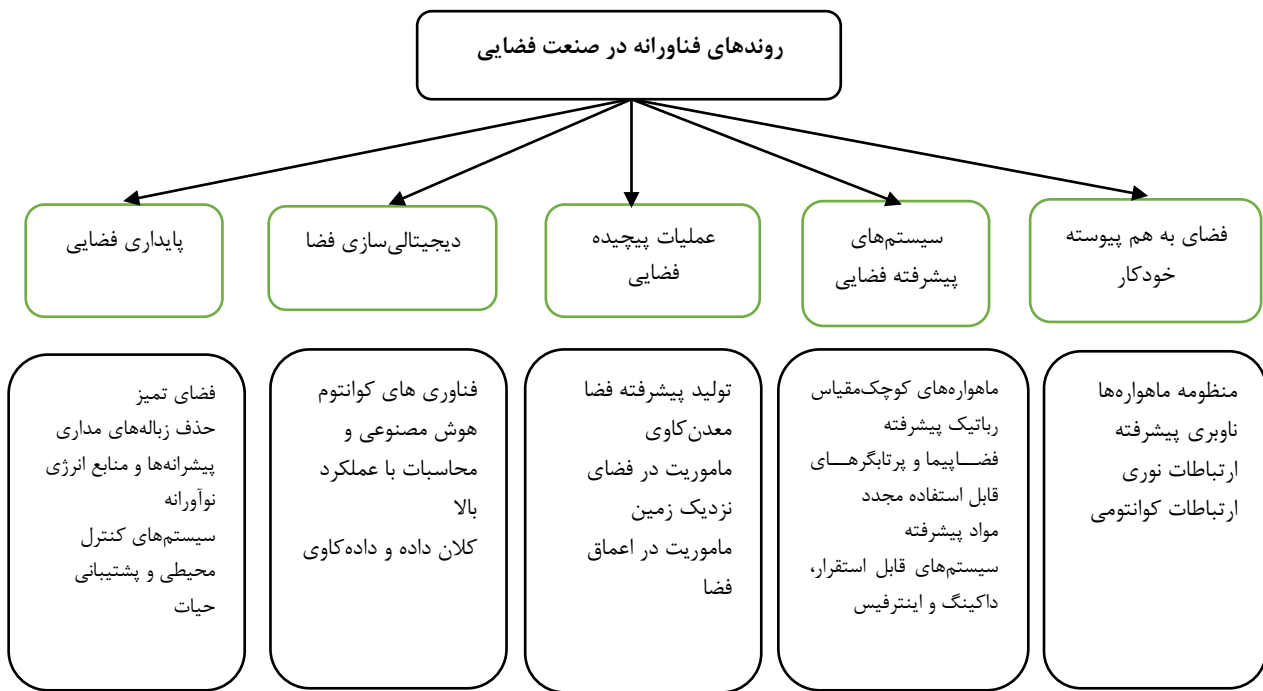 روندهای فناورانه در صنعت فضایی
فضای به هم پیوسته
خودکار
سیستم‌های
پیشرفته فضایی
عملیات پیچیده
فضایی
دیجیتالی‌سازی فضا
پایداری فضایی
منظومه ماهواره‌ها
ناوبری پیشرفته
ارتباطات نوری
ارتباطات کوانتومی
ماهواره‌های کوچک‌مقیاس
رباتیک پیشرفته
فضاپیما و پرتابگرهای
قابل استفاده مجدد
مواد پیشرفته
سیستم‌های قابل استقرار،
داکینگ و اینترفیس
تولید پیشرفته فضا
معدن‌کاوی
ماموریت در فضای
نزدیک زمین
ماموریت در اعماق
فضا
فناوری های کوانتوم
هوش مصنوعی و
محاسبات با عملکرد
بالا
کلان داده و داده‌کاوی
فضای تمیز
حذف زباله‌های مداری
پیشرانه‌ها و منابع انرژی
نوآورانه
سیستم‌های کنترل
محیطی و پشتیبانی
حیات